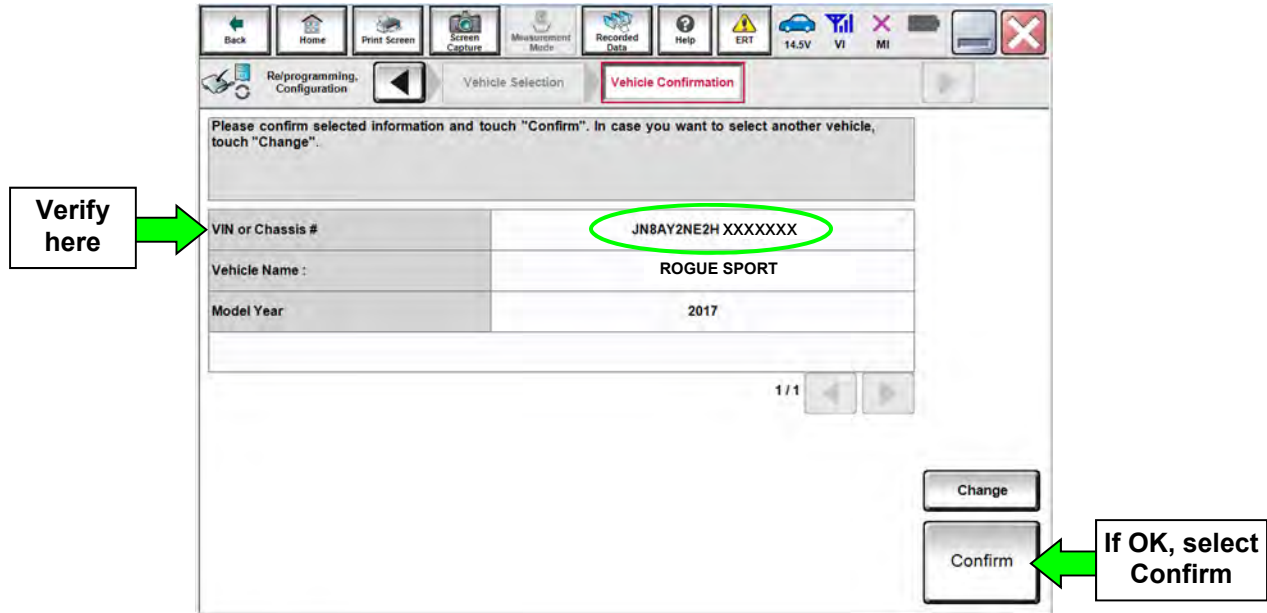 Back
Home
Print Screen
Screen
Capture
Measurement
Mode
Recorded
Data
Help
ERT
14.5V
VI
MI
Re/programming,
Configuration
Vehicle Selection
Vehicle Confirmation
Please confirm selected information and touch "Confirm". In case you want to select another vehicle,
touch "Change".
Verify
here
VIN or Chassis # JN8AY2NE2H XXXXXXX
Vehicle Name : ROGUE SPORT
Model Year 2017
1/1
Change
Confirm
If OK, select
Confirm